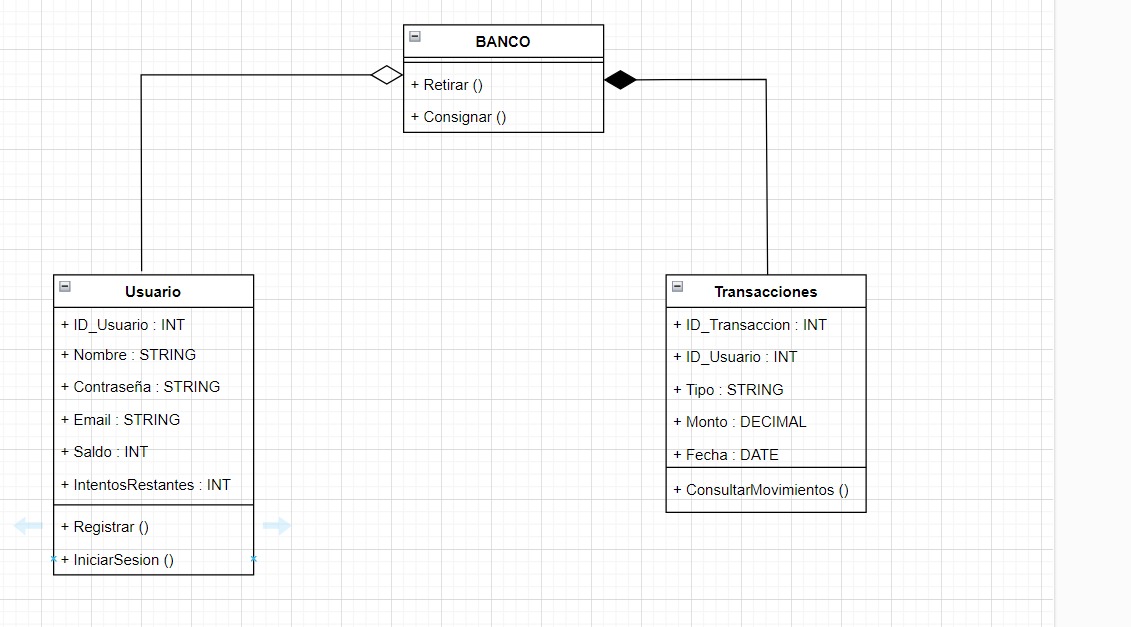 BANCO
+ Retirar ()
+ Consignar ()
Usuario
+ ID_Usuario : INT
+ Nombre : STRING
+ Contraseña : STRING
+ Email : STRING
+ Saldo : INT
+ IntentosRestantes : INT
+ Registrar ()
+ IniciarSesion ()
Transacciones
+ ID_Transaccion : INT
+ ID_Usuario : INT
+ Tipo : STRING
+ Monto : DECIMAL
+ Fecha : DATE
+ ConsultarMovimientos ()